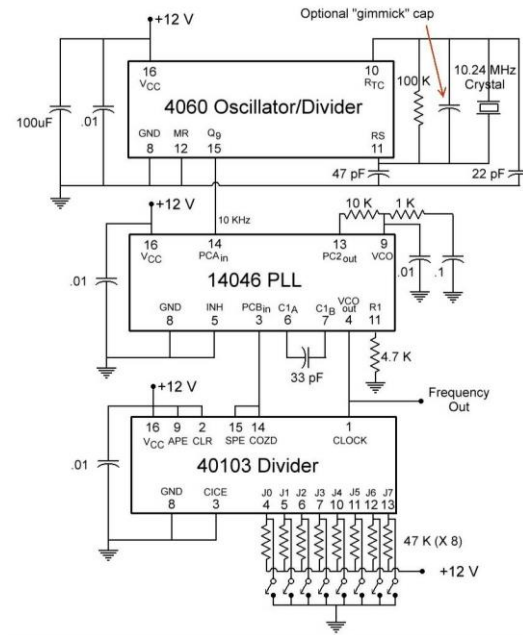 Optional "gimmick" cap
+12 V
16
VCC
10
RTC
100 K
10.24 MHz
Crystal
4060 Oscillator/Divider
100uF
.01
GND
8
MR
12
Q9
15
RS
11
47 pF
22 pF
+12 V
10 KHz
10 K
1 K
16
VCC
14
PCAin
13
PC2out
9
VCO
.01
.01
.1
14046 PLL
GND
8
INH
5
PCBin
3
C1A
6
C1B
7
VCO
out
4
R1
11
33 pF
4.7 K
+12 V
Frequency
Out
16
VCC
9
APE
2
CLR
15
SPE
14
COZD
1
CLOCK
.01
40103 Divider
GND
8
CICE
3
J0
4
J1
5
J2
6
J3
7
J4
10
J5
11
J6
12
J7
13
47 K (X 8)
+12 V